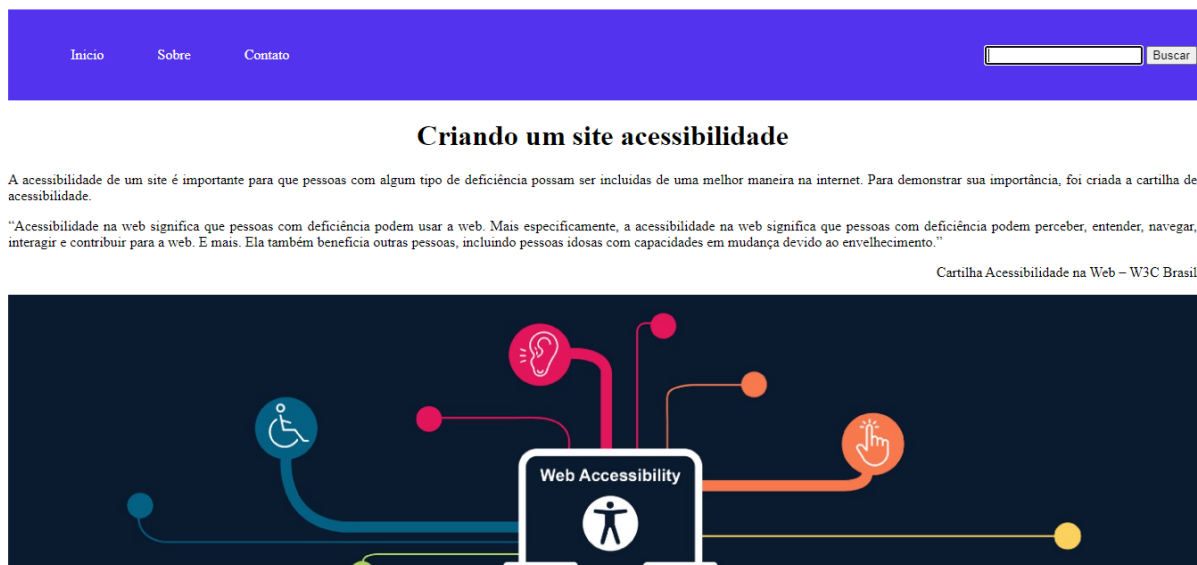 Inicio Sobre Contato Buscar
Criando um site acessibilidade
A acessibilidade de um site é importante para que pessoas com algum tipo de deficiência possam ser incluidas de uma melhor maneira na internet. Para demonstrar sua importância, foi criada a cartilha de
acessibilidade.
“Acessibilidade na web significa que pessoas com deficiência podem usar a web. Mais especificamente, a acessibilidade na web significa que pessoas com deficiência podem perceber, entender, navegar,
interagir e contribuir para a web. E mais. Ela também beneficia outras pessoas, incluindo pessoas idosas com capacidades em mudança devido ao envelhecimento.”
Cartilha Acessibilidade na Web – W3C Brasil
Web Accessibility